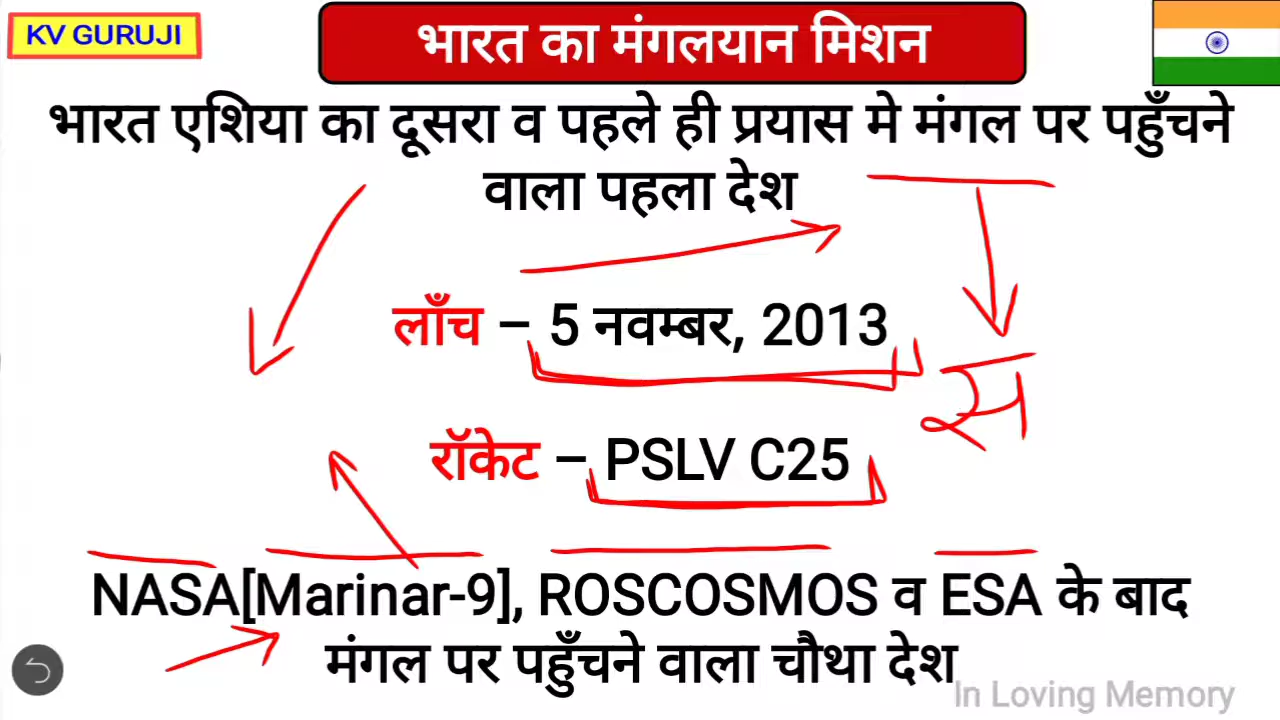 KV GURUJI
भारत का मंगलयान मिशन
भारत एशिया का दूसरा व पहले ही प्रयास मे मंगल पर पहुँचने
वाला पहला देश
लाँच – 5 नवम्बर, 2013
रॉकेट – PSLV C25
NASA[Marinar-9], ROSCOSMOS व ESA के बाद
मंगल पर पहुँचने वाला चौथा देश
In Loving Memory